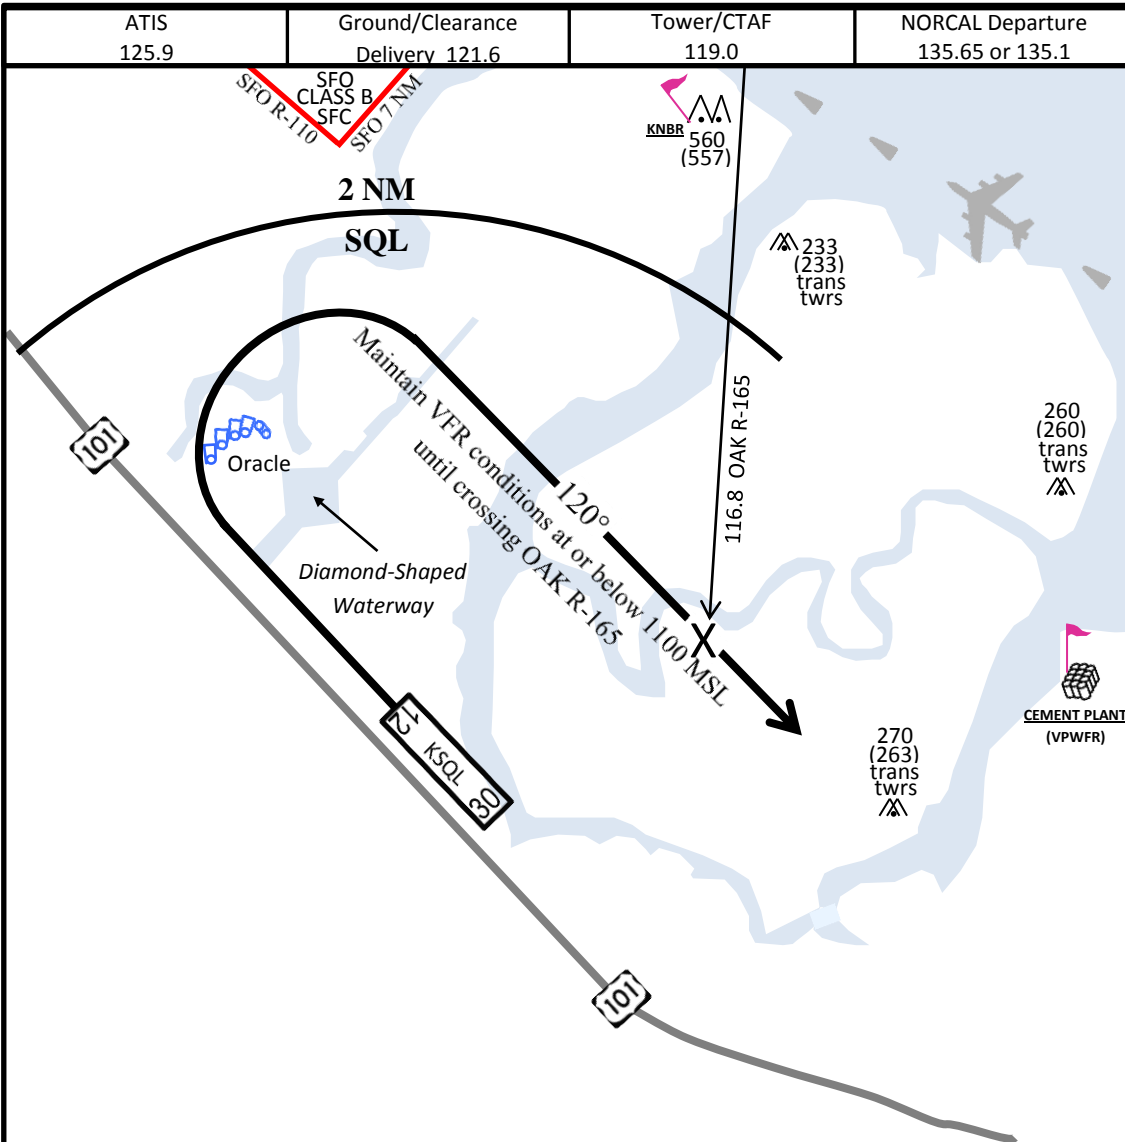 ATIS
125.9
Ground/Clearance
Delivery 121.6
Tower/CTAF
119.0
NORCAL Departure
135.65 or 135.1
SFO
CLASS B
SFC
SFO R-110
SFO 7 NM
KNBR
560
(557)
2 NM
SQL
233
(233)
trans
twrs
Maintain VFR conditions at or below 1100 MSL
until crossing OAK R-165
120°
116.8 OAK R-165
260
(260)
trans
twrs
101
Oracle
Diamond-Shaped
Waterway
X
CEMENT PLANT
(VPWFR)
12
KSQL
30
270
(263)
trans
twrs
101